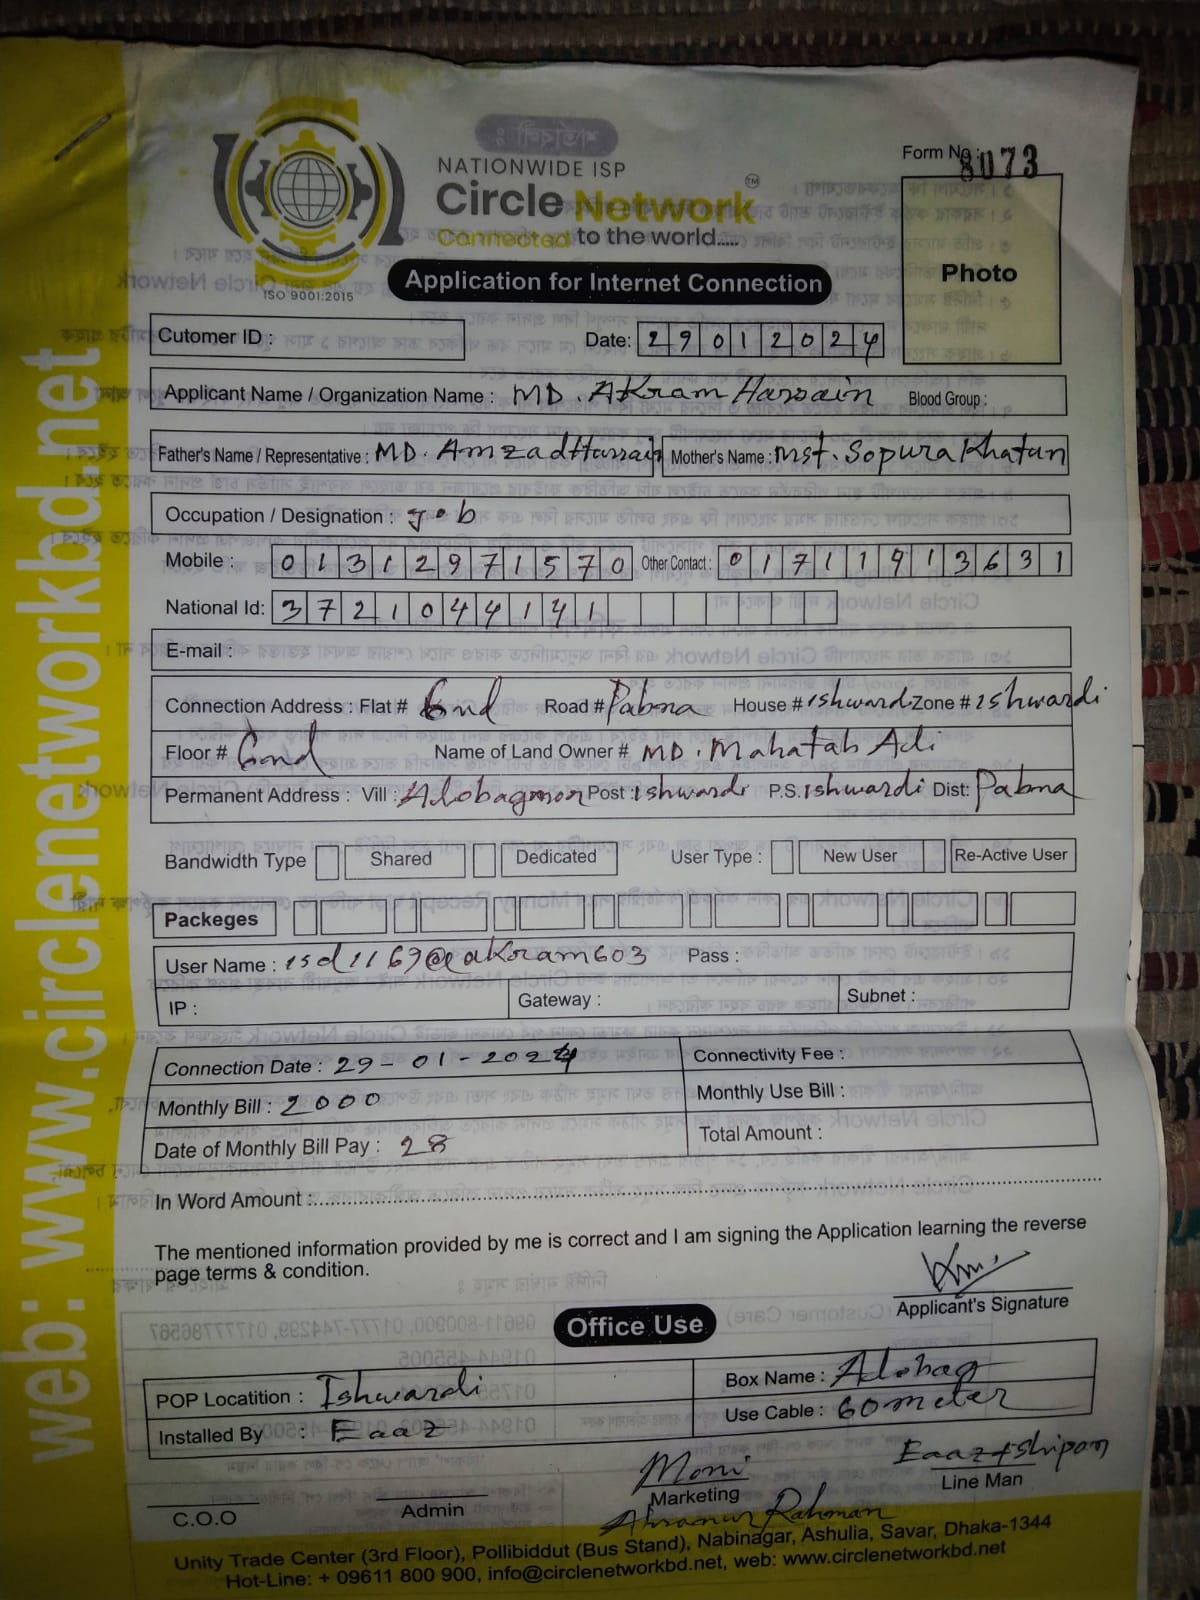 শর্তাবলী :
NATIONWIDE ISP
Circle Network ™
Connected to the world.....
ISO 9001:2015
Form No : 8073
Photo
Application for Internet Connection
Cutomer ID :
Date: 29012024
Applicant Name / Organization Name : MD. AKram Hassain Blood Group :
Father's Name / Representative : MD. Amzad Hassain Mother's Name : Mst. Sopura Khatun
Occupation / Designation : Job
Mobile : 01312971570 Other Contact : 01711913631
National Id: 3721044141
E-mail :
Connection Address : Flat # Gnd Road # Pabna House # ishwardi Zone # ishwardi
Floor # Gnd Name of Land Owner # MD. Mahatab Adi
Permanent Address : Vill : Post : ishwardi P.S. ishwardi Dist: Pabna
Bandwidth Type Shared Dedicated User Type : New User Re-Active User
Packeges
User Name : isd1169@akram603 Pass :
IP : Gateway : Subnet :
Connection Date : 29-01-2024 Connectivity Fee :
Monthly Bill : 2000 Monthly Use Bill :
Date of Monthly Bill Pay : 28 Total Amount :
In Word Amount :
The mentioned information provided by me is correct and I am signing the Application learning the reverse
page terms & condition.
Applicant's Signature
Office Use
POP Locatition : Ishwardi Box Name : Alobag
Installed By : Eaaz Use Cable : 60 meter
Moni Eaaz+Shipon
C.O.O Admin Marketing Line Man
Rahman
Unity Trade Center (3rd Floor), Pollibiddut (Bus Stand), Nabinagar, Ashulia, Savar, Dhaka-1344
Hot-Line: + 09611 800 900, info@circlenetworkbd.net, web: www.circlenetworkbd.net
web: www.circlenetworkbd.net